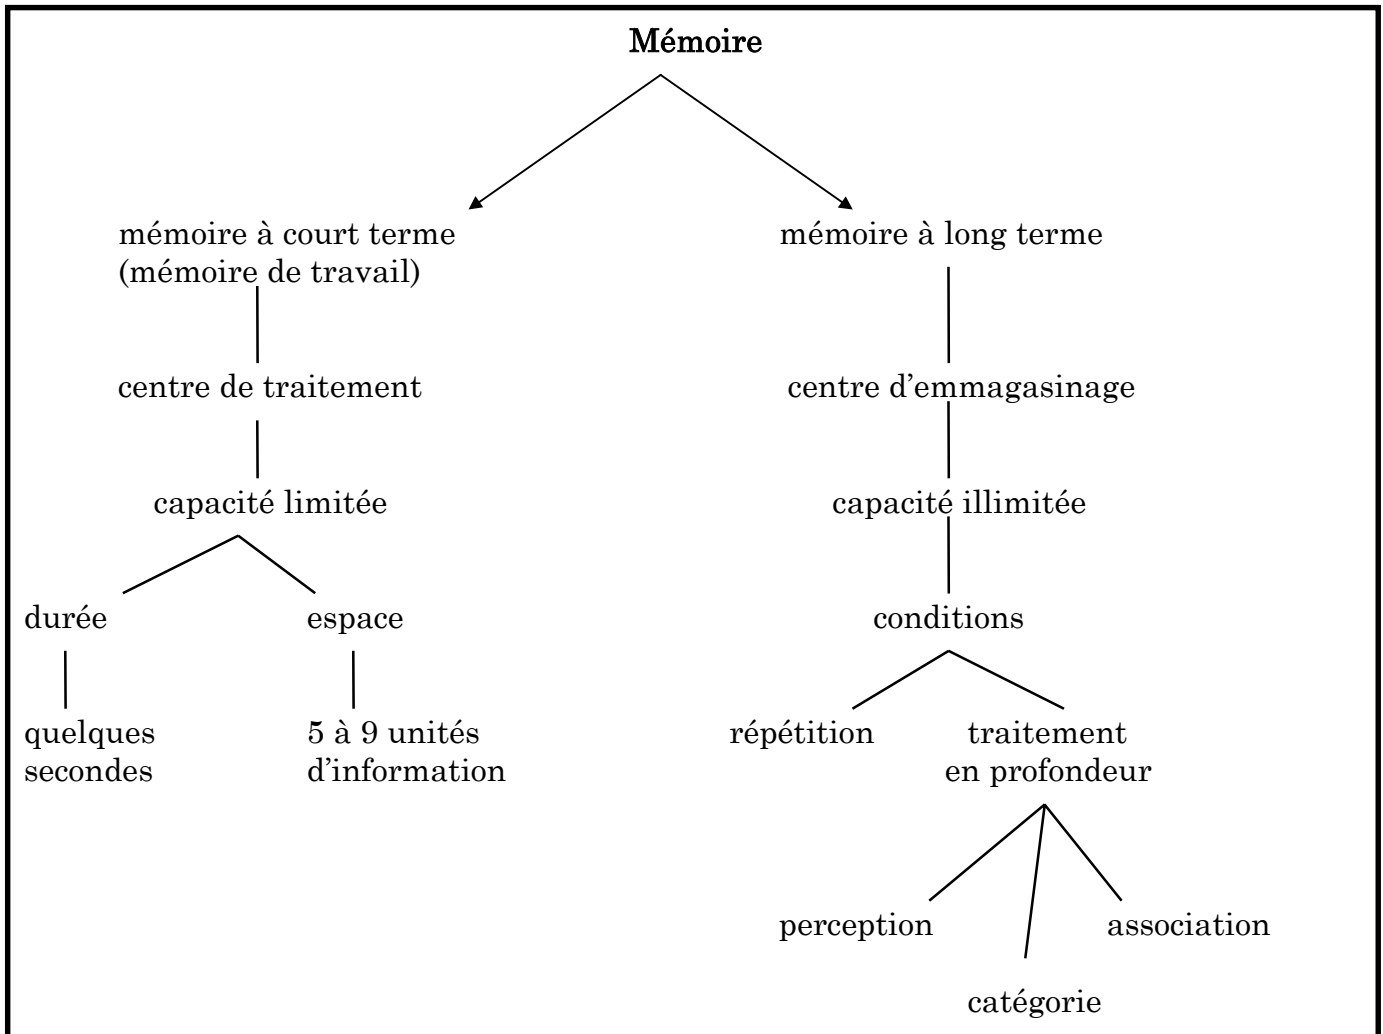 Mémoire
mémoire à court terme
(mémoire de travail)
mémoire à long terme
centre de traitement
centre d’emmagasinage
capacité limitée
capacité illimitée
durée
espace
conditions
quelques
secondes
5 à 9 unités
d’information
répétition
traitement
en profondeur
perception
association
catégorie